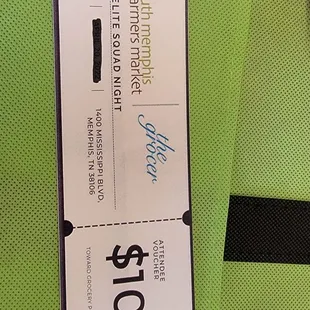 uth memphis
armers market
the
grocer
ELITE SQUAD NIGHT
1400 MISSISSIPPI BLVD,
MEMPHIS, TN 38106
ATTENDEE
VOUCHER
$10
TOWARD GROCERY P